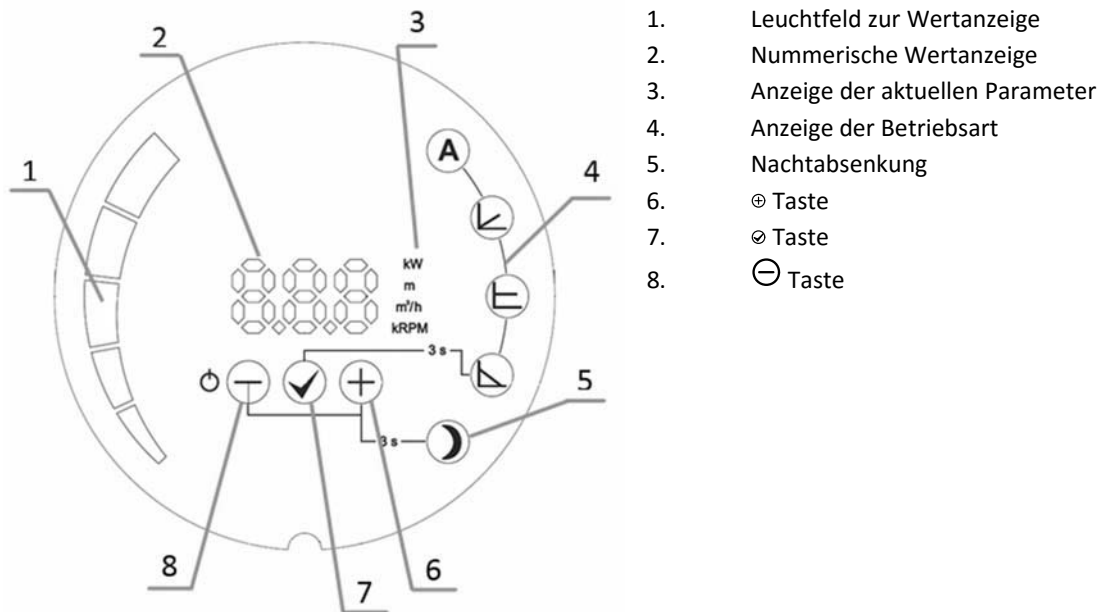 2
3
1
4
A
kW
m
m³/h
kRPM
3 s
3 s
5
8
7
6
1. Leuchtfeld zur Wertanzeige
2. Nummerische Wertanzeige
3. Anzeige der aktuellen Parameter
4. Anzeige der Betriebsart
5. Nachtabsenkung
6. ⊕ Taste
7. ✓ Taste
8. ⊖ Taste